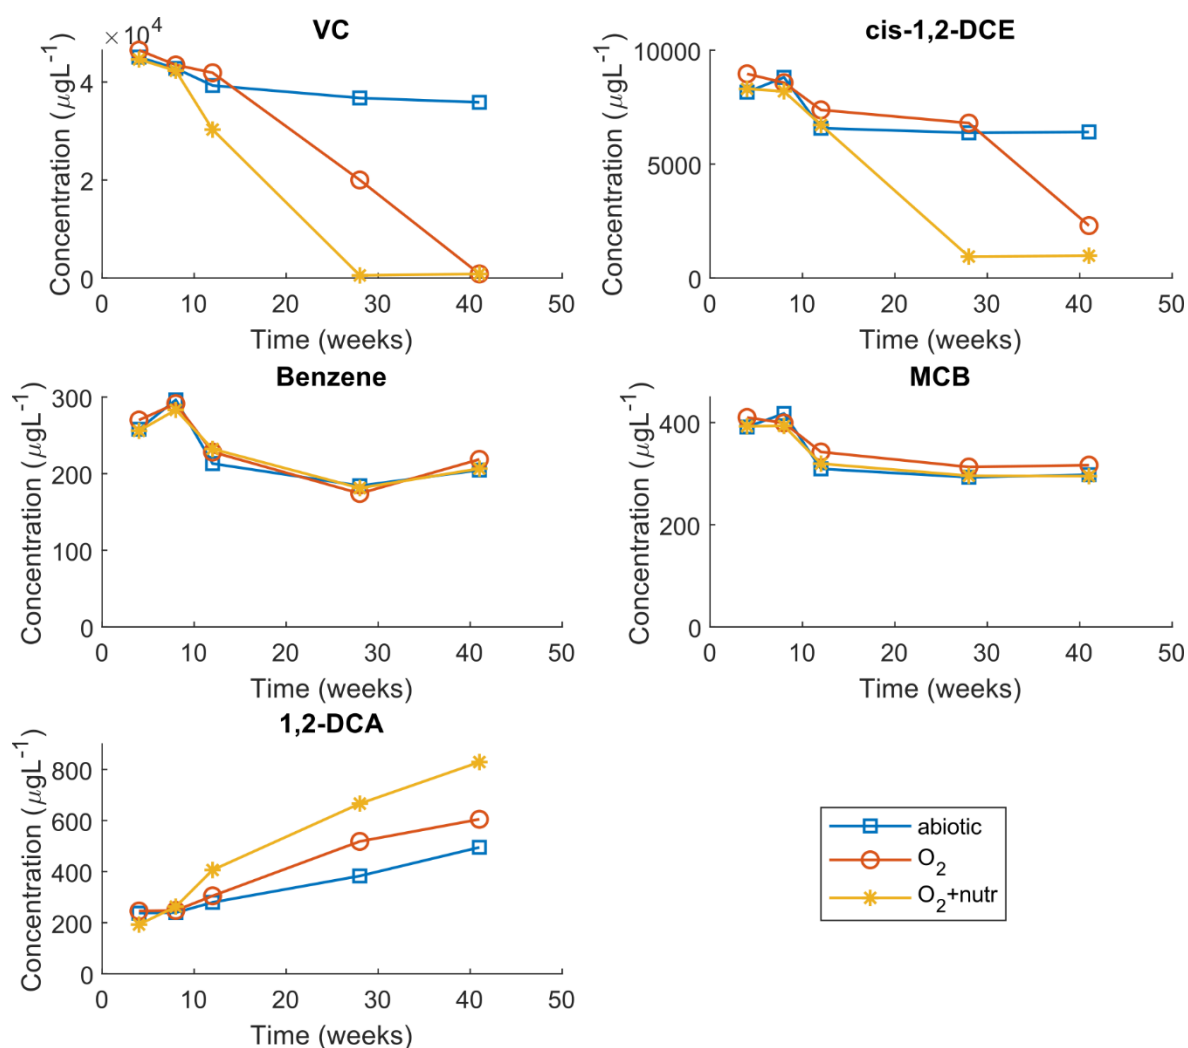 × 10⁴
VC
Concentration (μgL⁻¹)
4
2
0
0 10 20 30 40 50
Time (weeks)
cis-1,2-DCE
Concentration (μgL⁻¹)
10000
5000
0
0 10 20 30 40 50
Time (weeks)
Benzene
Concentration (μgL⁻¹)
300
200
100
0
0 10 20 30 40 50
Time (weeks)
MCB
Concentration (μgL⁻¹)
400
200
0
0 10 20 30 40 50
Time (weeks)
1,2-DCA
Concentration (μgL⁻¹)
800
600
400
200
0
0 10 20 30 40 50
Time (weeks)
abiotic
O₂
O₂+nutr